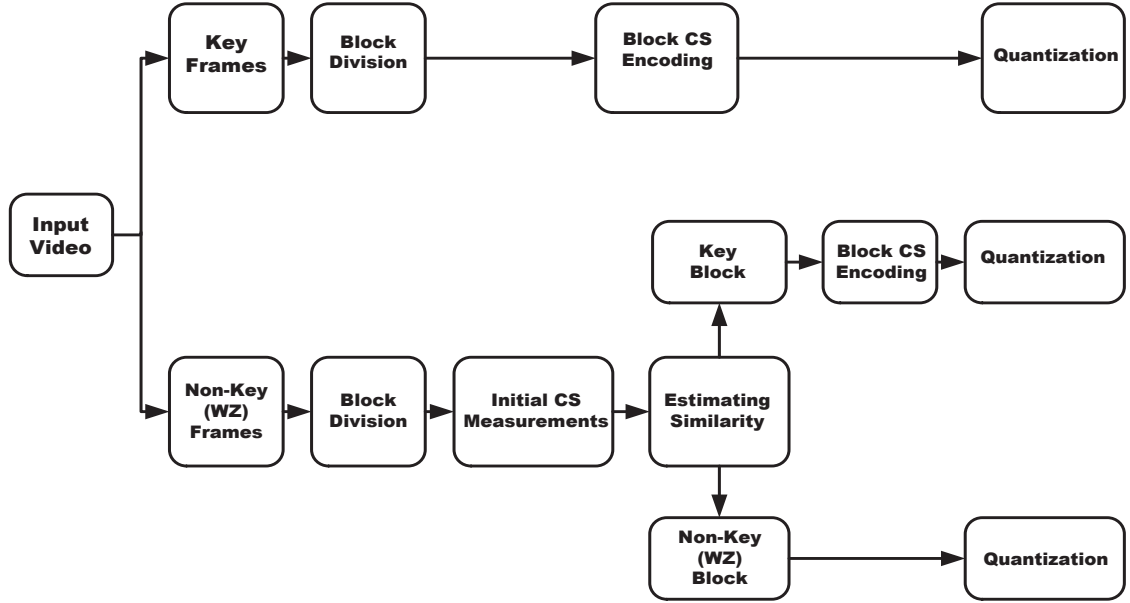 Key
Frames
Block
Division
Block CS
Encoding
Quantization
Input
Video
Key
Block
Block CS
Encoding
Quantization
Non-Key
(WZ)
Frames
Block
Division
Initial CS
Measurements
Estimating
Similarity
Non-Key
(WZ)
Block
Quantization